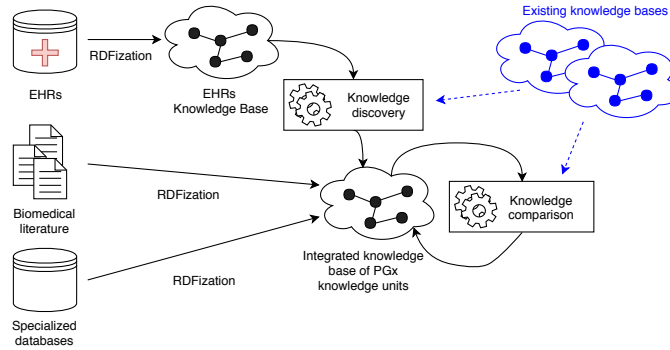 Existing knowledge bases
RDFization
EHRs
EHRs
Knowledge Base
Knowledge
discovery
Biomedical
literature
RDFization
Knowledge
comparison
Integrated knowledge
base of PGx
knowledge units
RDFization
Specialized
databases